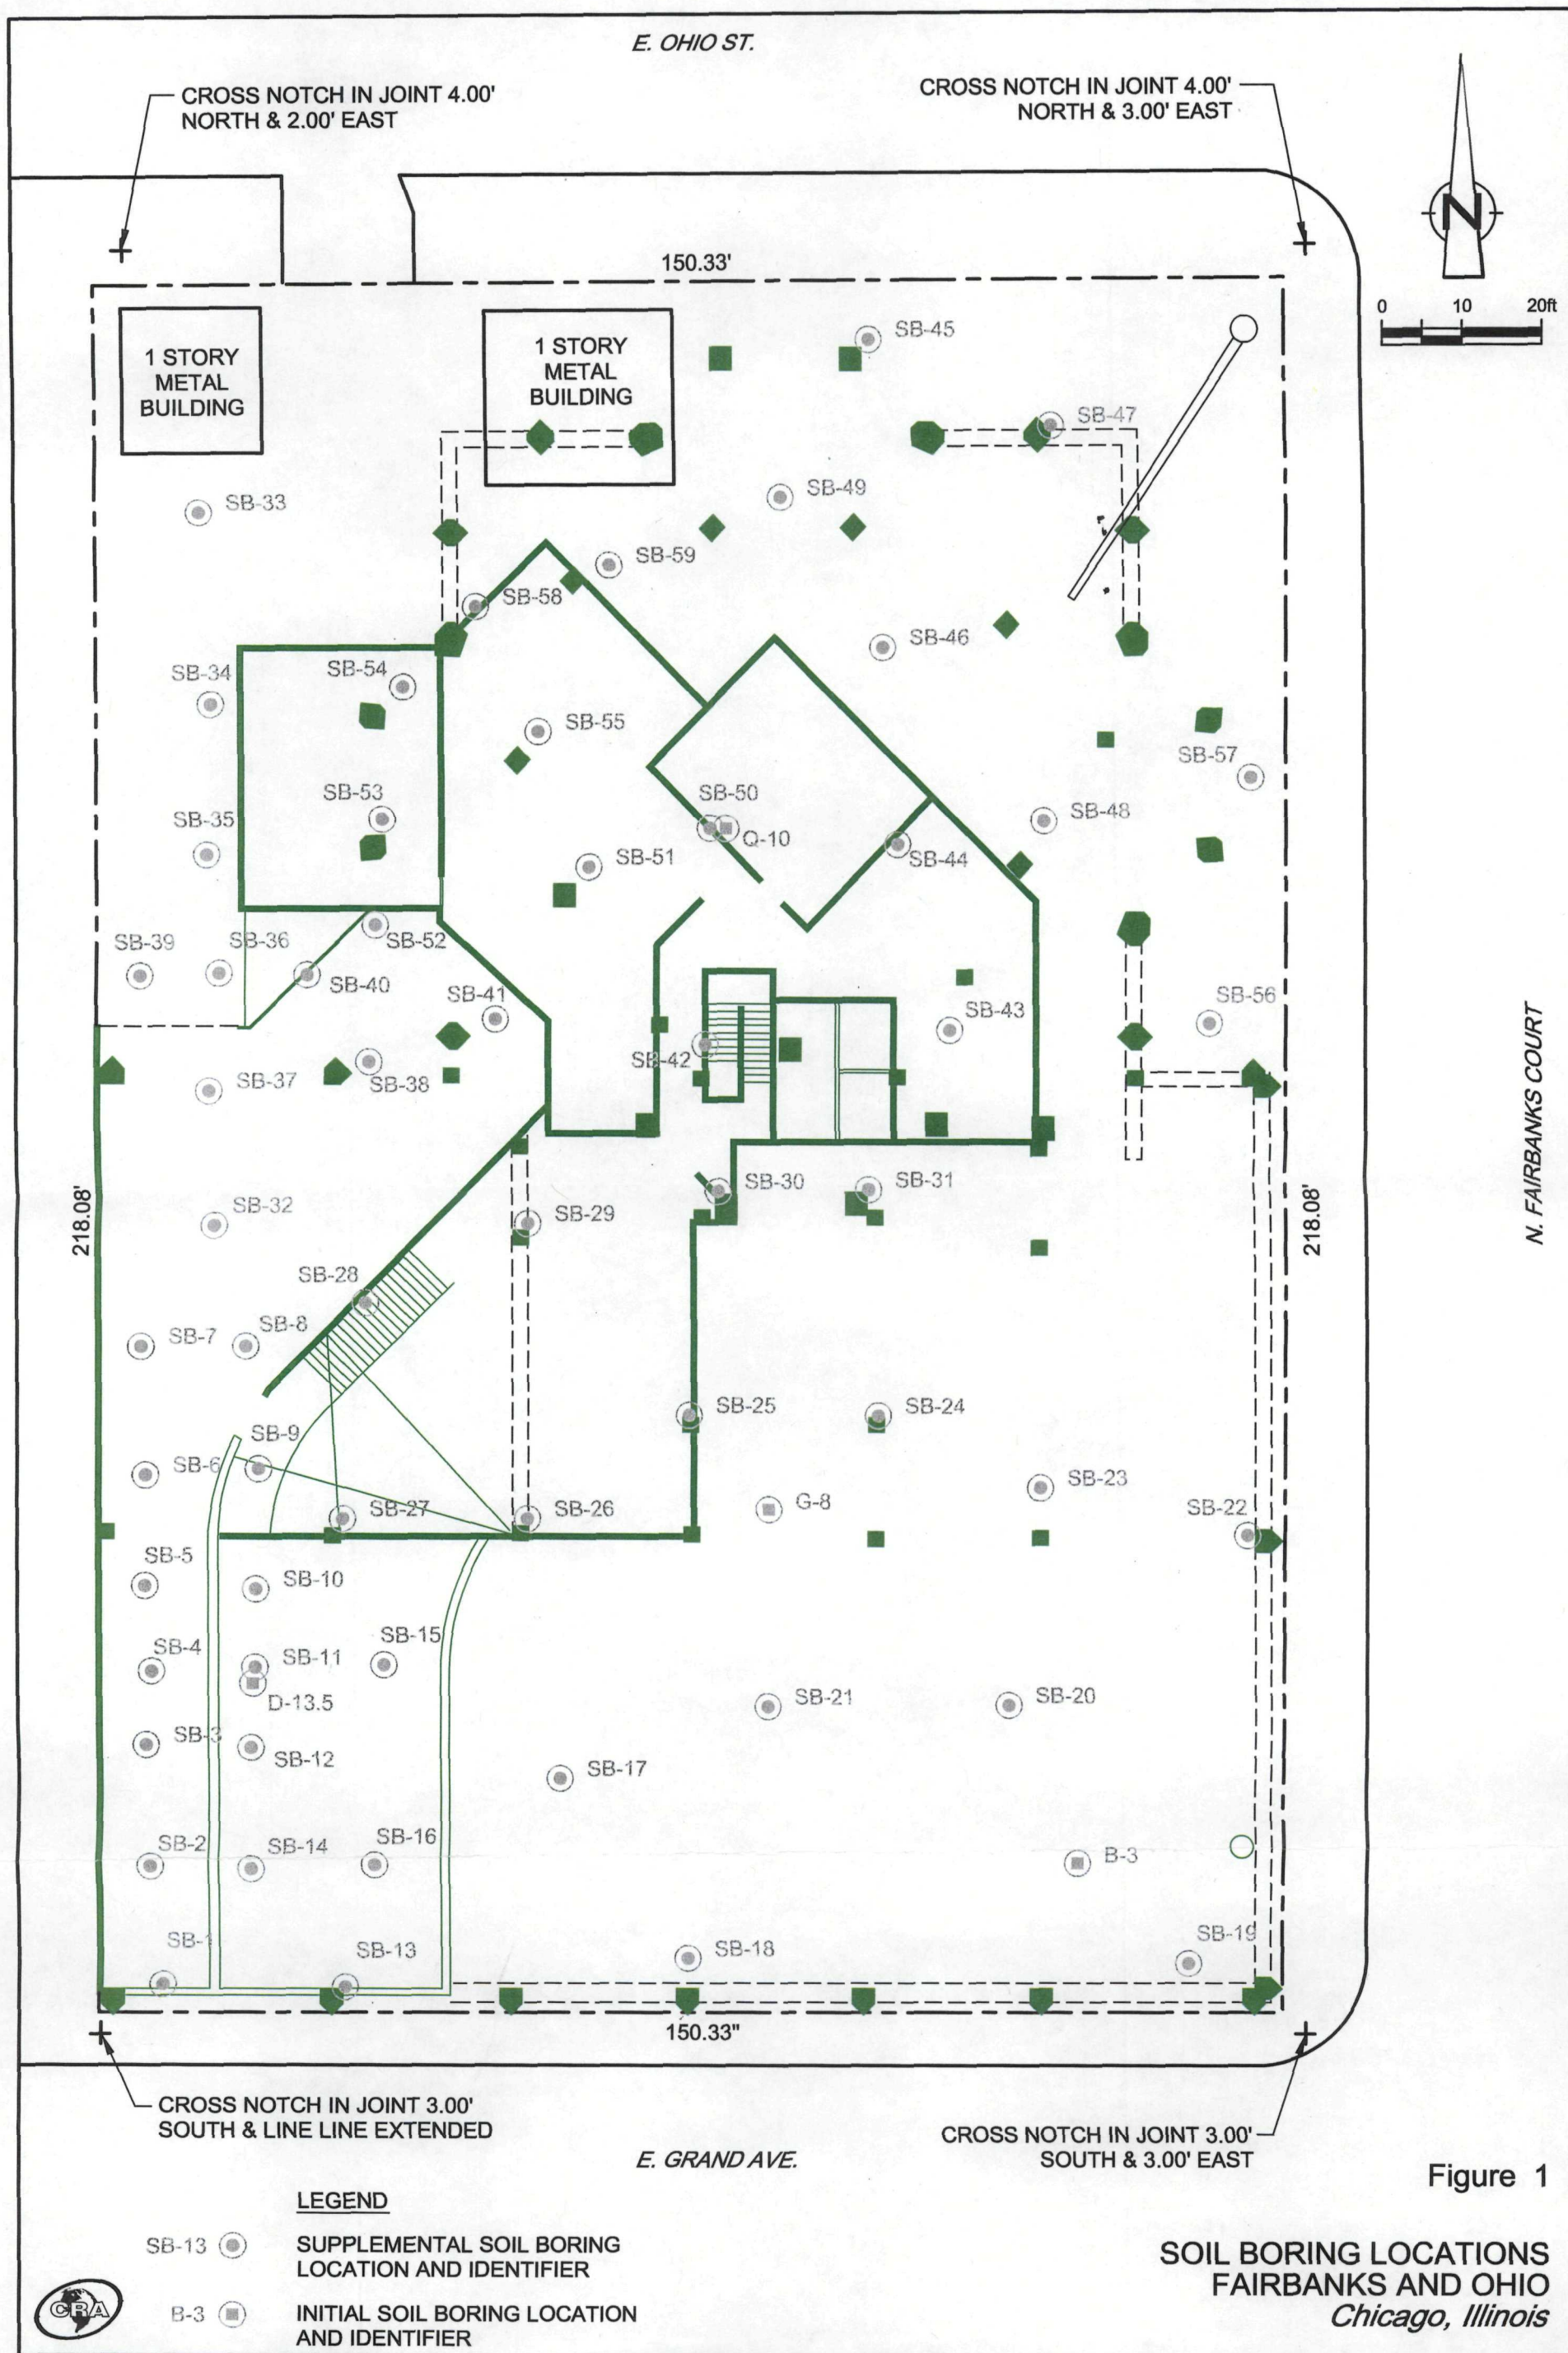 E. OHIO ST.
CROSS NOTCH IN JOINT 4.00'
NORTH & 2.00' EAST
CROSS NOTCH IN JOINT 4.00'
NORTH & 3.00' EAST
N
0 10 20ft
150.33'
1 STORY
METAL
BUILDING
1 STORY
METAL
BUILDING
SB-45
SB-47
SB-33
SB-49
SB-59
SB-58
SB-46
SB-34
SB-54
SB-55
SB-57
SB-53
SB-50
SB-35
SB-48
Q-10
SB-51
SB-44
SB-39
SB-36
SB-52
SB-40
SB-41
SB-56
SB-43
SB-42
SB-37
SB-38
N. FAIRBANKS COURT
218.08'
218.08'
SB-30
SB-31
SB-32
SB-29
SB-28
SB-7
SB-8
SB-25
SB-24
SB-9
SB-6
SB-23
SB-27
SB-26
G-8
SB-22
SB-5
SB-10
SB-15
SB-4
SB-11
D-13.5
SB-21
SB-20
SB-3
SB-12
SB-17
SB-2
SB-14
SB-16
B-3
SB-1
SB-13
SB-18
SB-19
150.33"
CROSS NOTCH IN JOINT 3.00'
SOUTH & LINE LINE EXTENDED
CROSS NOTCH IN JOINT 3.00'
SOUTH & 3.00' EAST
E. GRAND AVE.
Figure 1
LEGEND
SB-13 SUPPLEMENTAL SOIL BORING
LOCATION AND IDENTIFIER
B-3 INITIAL SOIL BORING LOCATION
AND IDENTIFIER
CRA
SOIL BORING LOCATIONS
FAIRBANKS AND OHIO
Chicago, Illinois